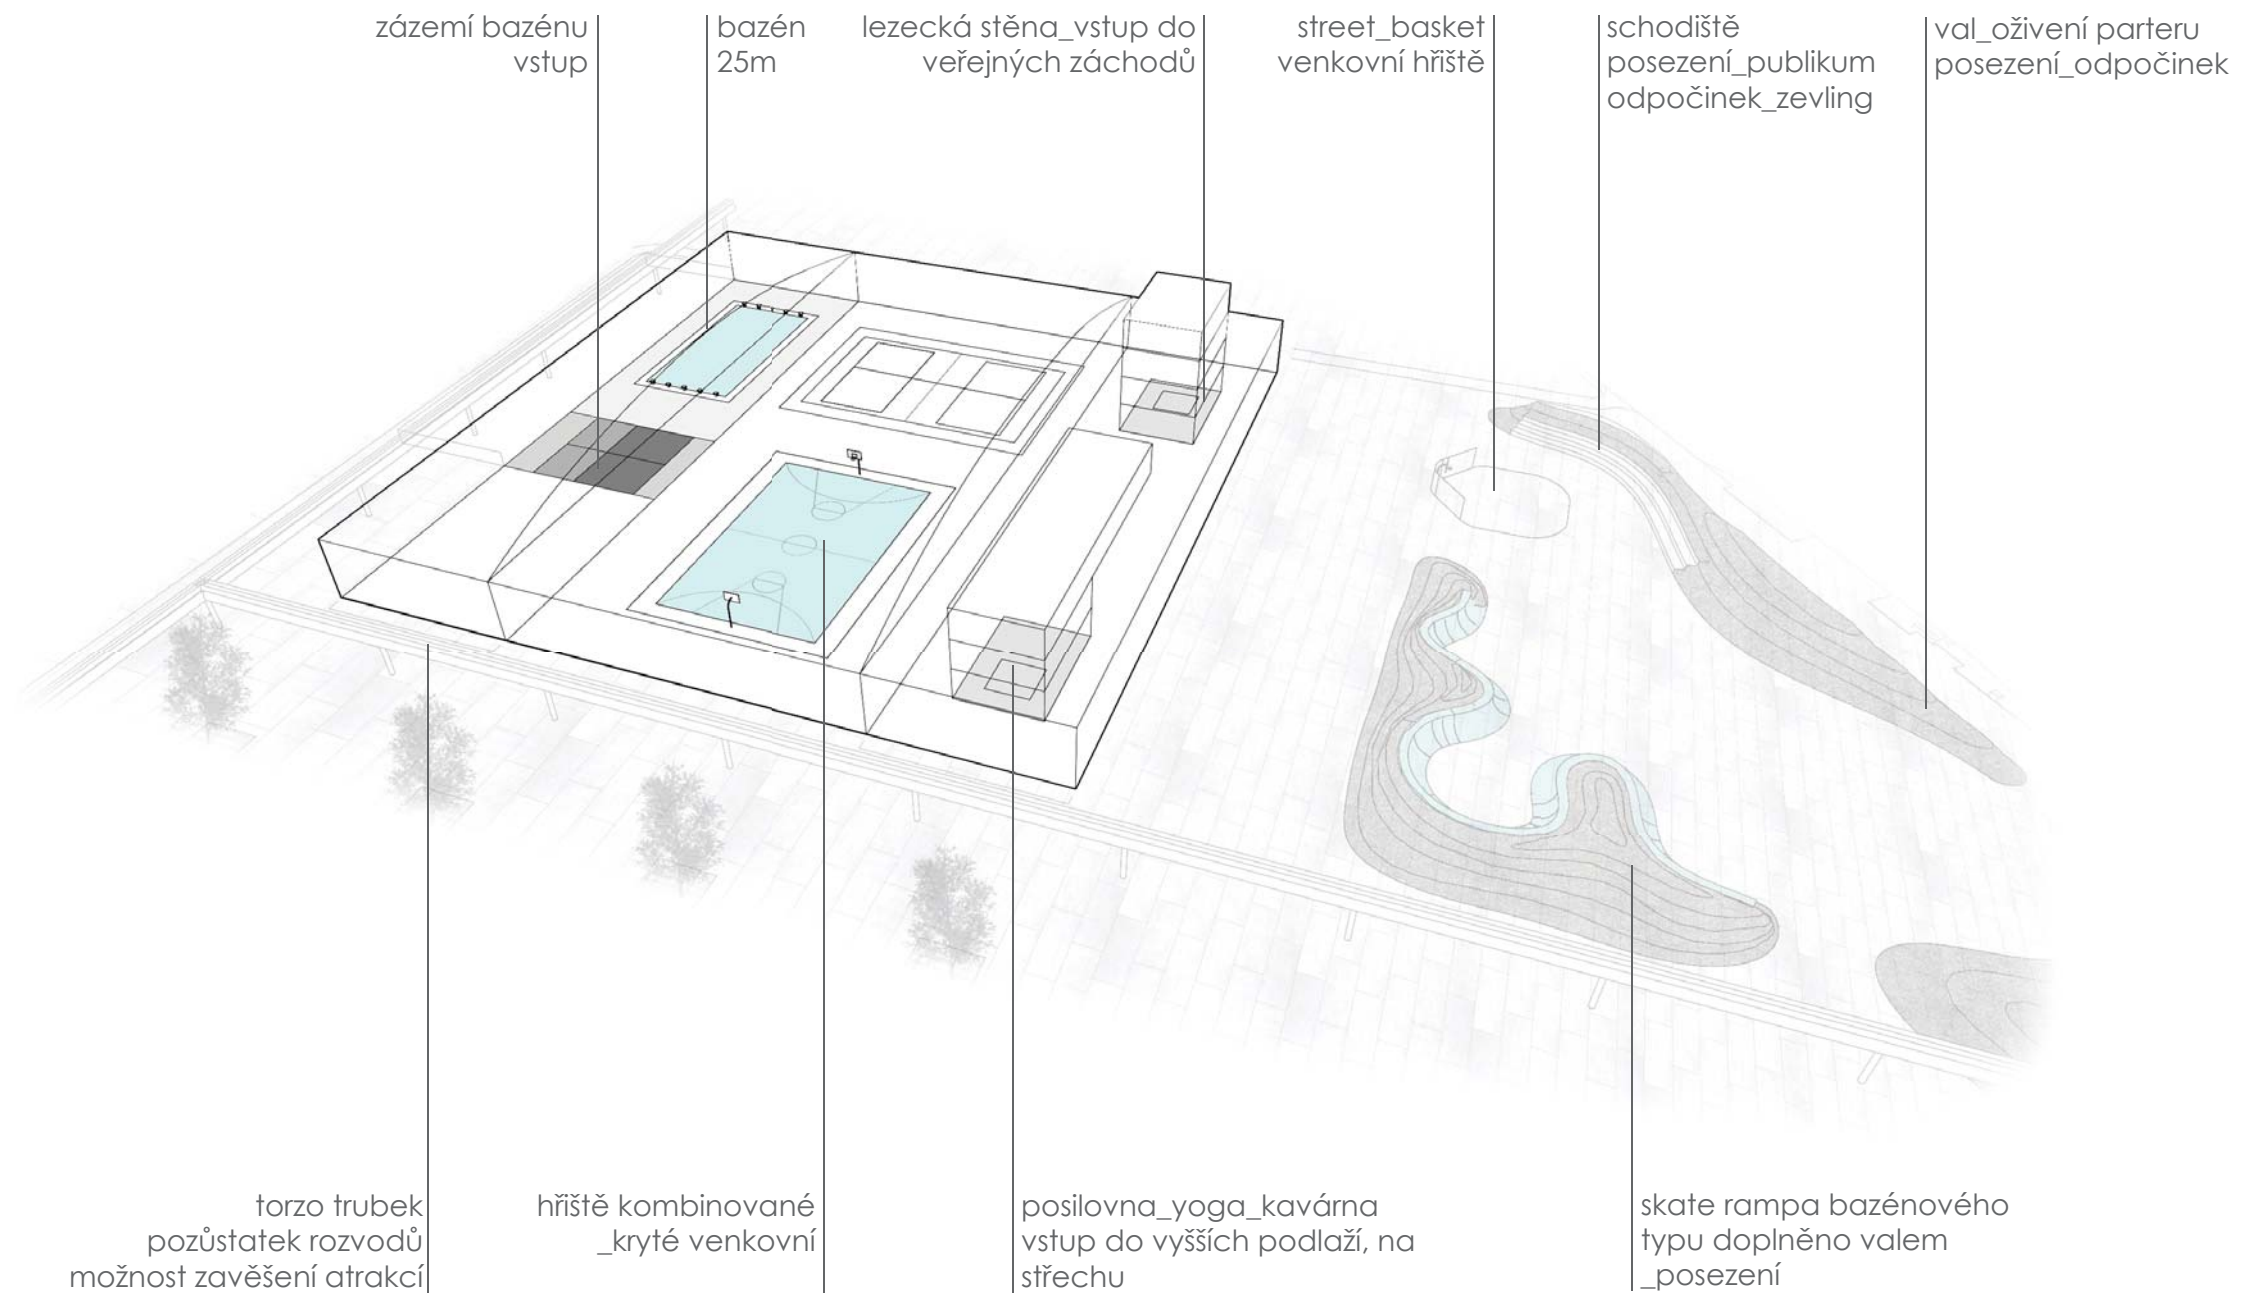 zázemí bazénu
vstup
bazén
25m
lezecká stěna_vstup do
veřejných záchodů
street_basket
venkovní hřiště
schodiště
posezení_publikum
odpočinek_zevling
val_oživení parteru
posezení_odpočinek
torzo trubek
pozůstatek rozvodů
možnost zavěšení atrakcí
hřiště kombinované
_kryté venkovní
posilovna_yoga_kavárna
vstup do vyšších podlaží, na
střechu
skate rampa bazénového
typu doplněno valem
_posezení